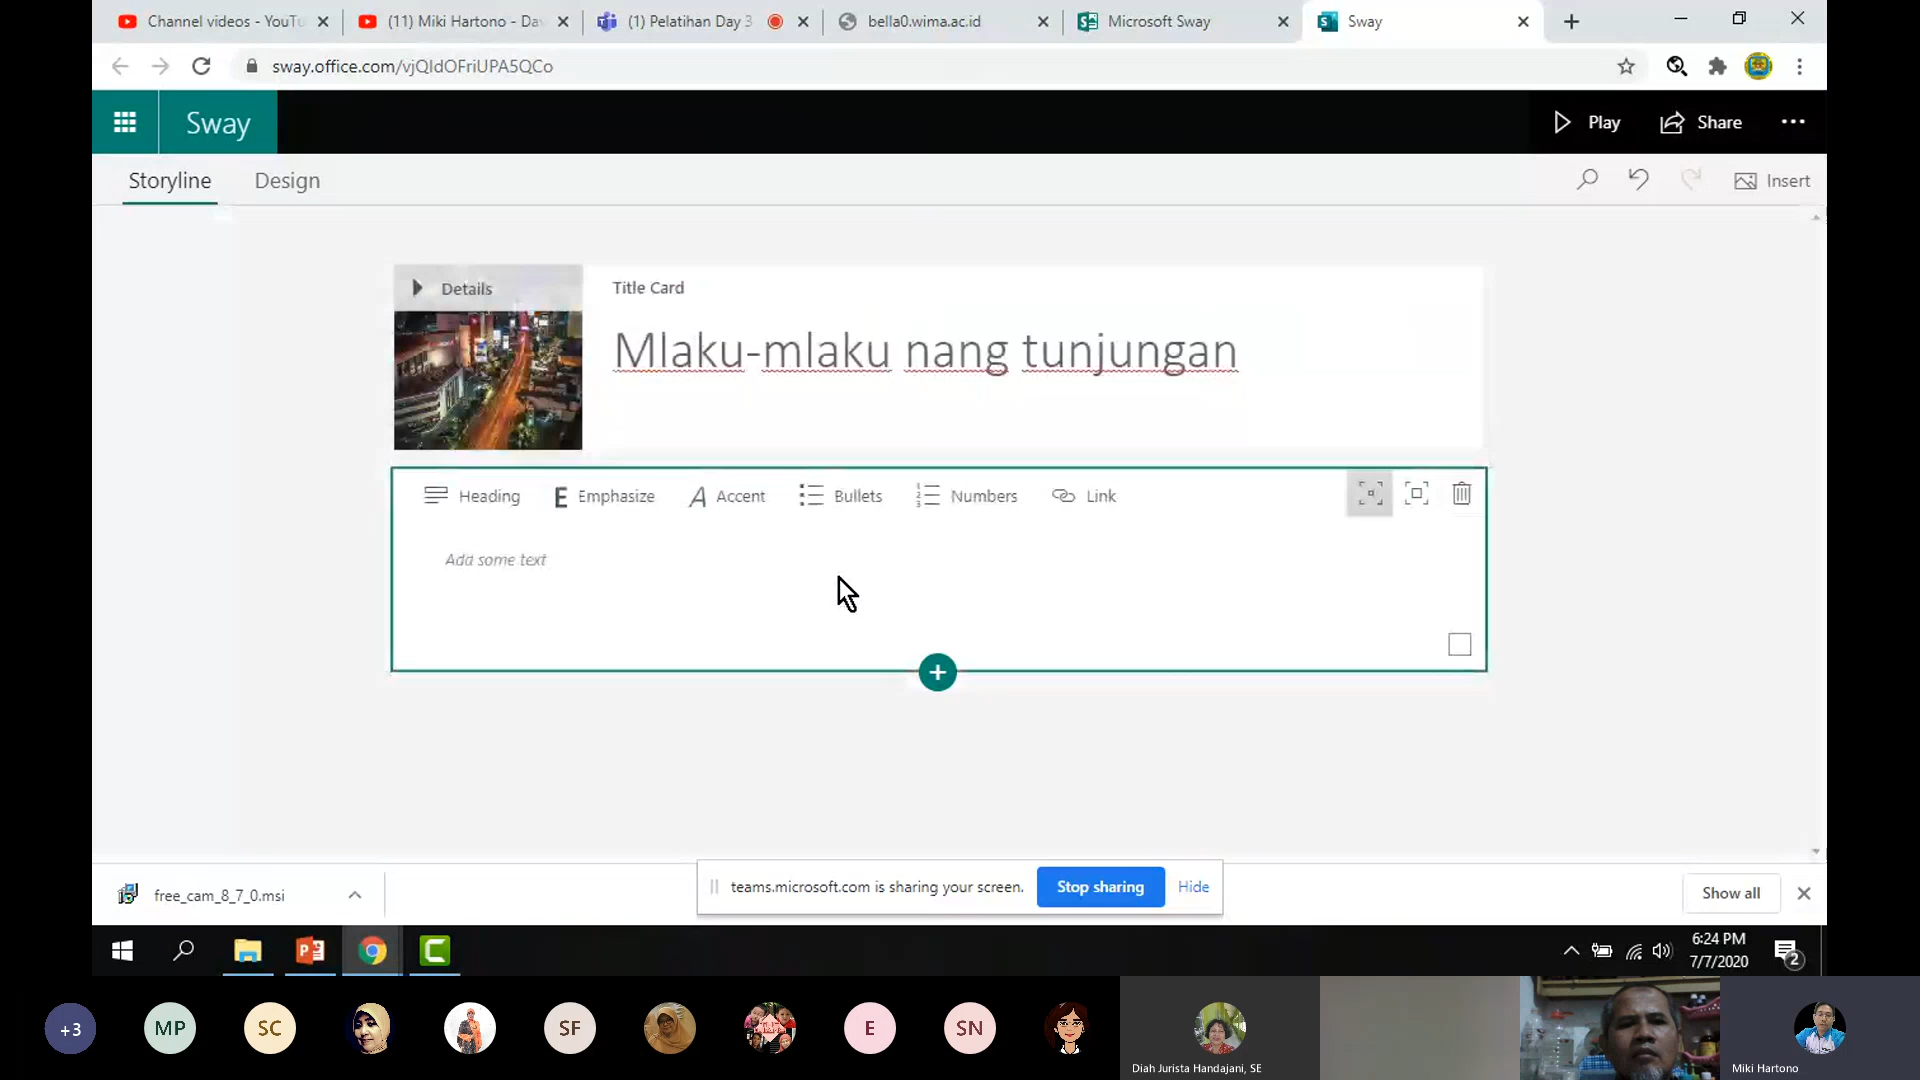 Channel videos - YouTu
(11) Miki Hartono - Da
(1) Pelatihan Day 3
bella0.wima.ac.id
Microsoft Sway
Sway
sway.office.com/vjQIdOFriUPA5QCo
Sway
Play
Share
Storyline
Design
Insert
Details
Title Card
Mlaku-mlaku nang tunjungan
Heading
Emphasize
Accent
Bullets
Numbers
Link
Add some text
free_cam_8_7_0.msi
teams.microsoft.com is sharing your screen.
Stop sharing
Hide
Show all
6:24 PM
7/7/2020
2
+3
MP
SC
SF
E
SN
Diah Jurista Handajani, SE
Miki Hartono